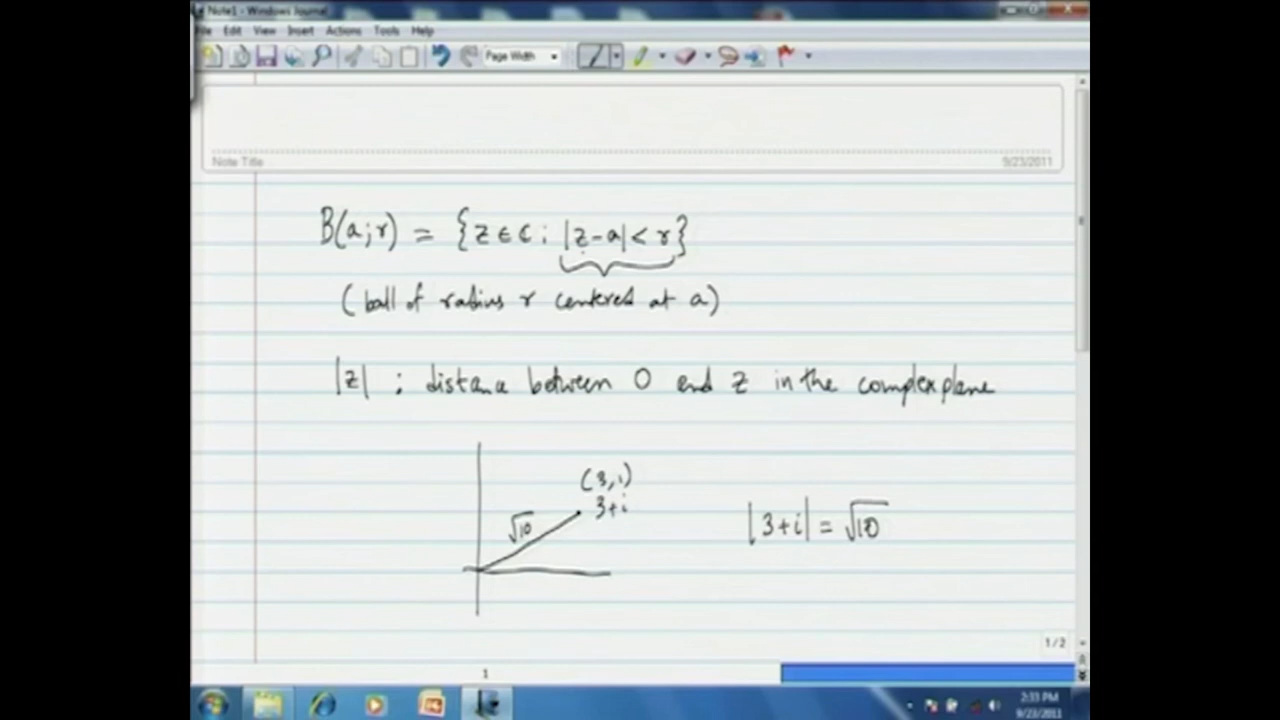 Note1 - Windows Journal
File Edit View Insert Actions Tools Help
Page Width
Note Title 9/23/2011
B(a;r) = {z ∈ C : |z-a| < r}
(ball of radius r centered at a)
|z| : distance between 0 and z in the complex plane
(3,1)
3+i
√10
|3+i| = √10
1/2
1
2:33 PM
9/23/2011